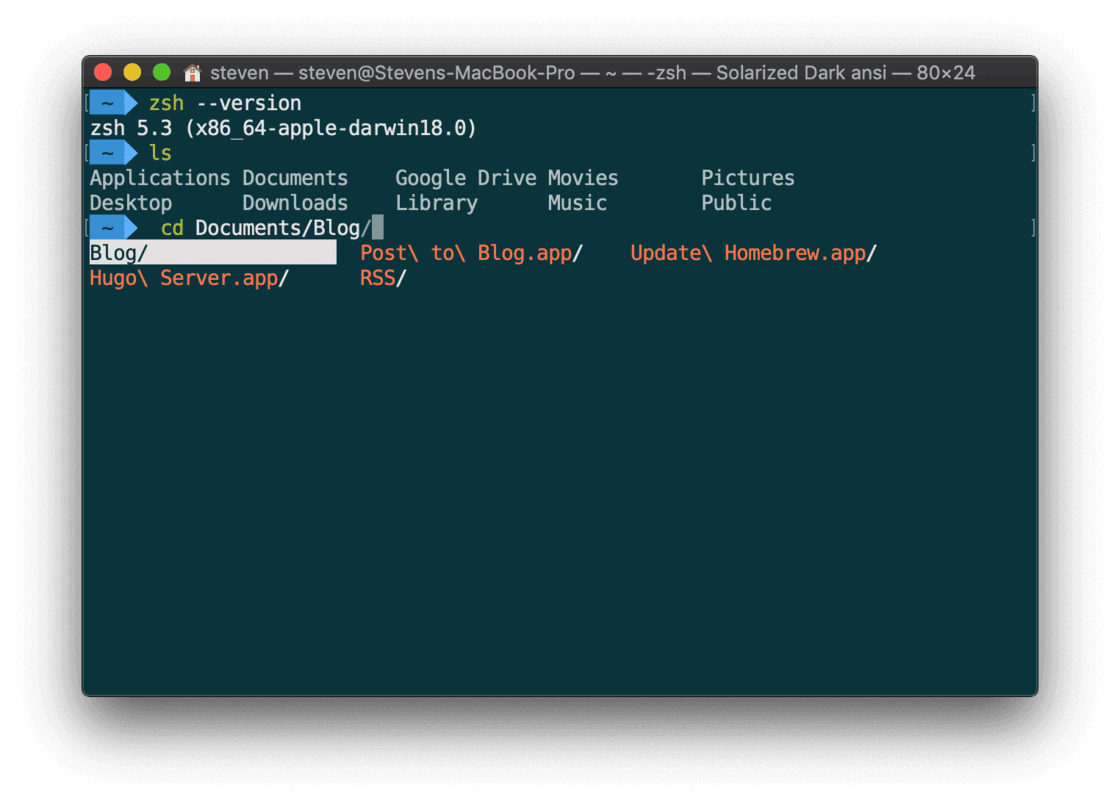 steven — steven@Stevens-MacBook-Pro — ~ — -zsh — Solarized Dark ansi — 80×24
[ ~ zsh --version ]
zsh 5.3 (x86_64-apple-darwin18.0)
[ ~ ls ]
Applications Documents Google Drive Movies Pictures
Desktop Downloads Library Music Public
[ ~ cd Documents/Blog/ ]
Blog/ Post\ to\ Blog.app/ Update\ Homebrew.app/
Hugo\ Server.app/ RSS/